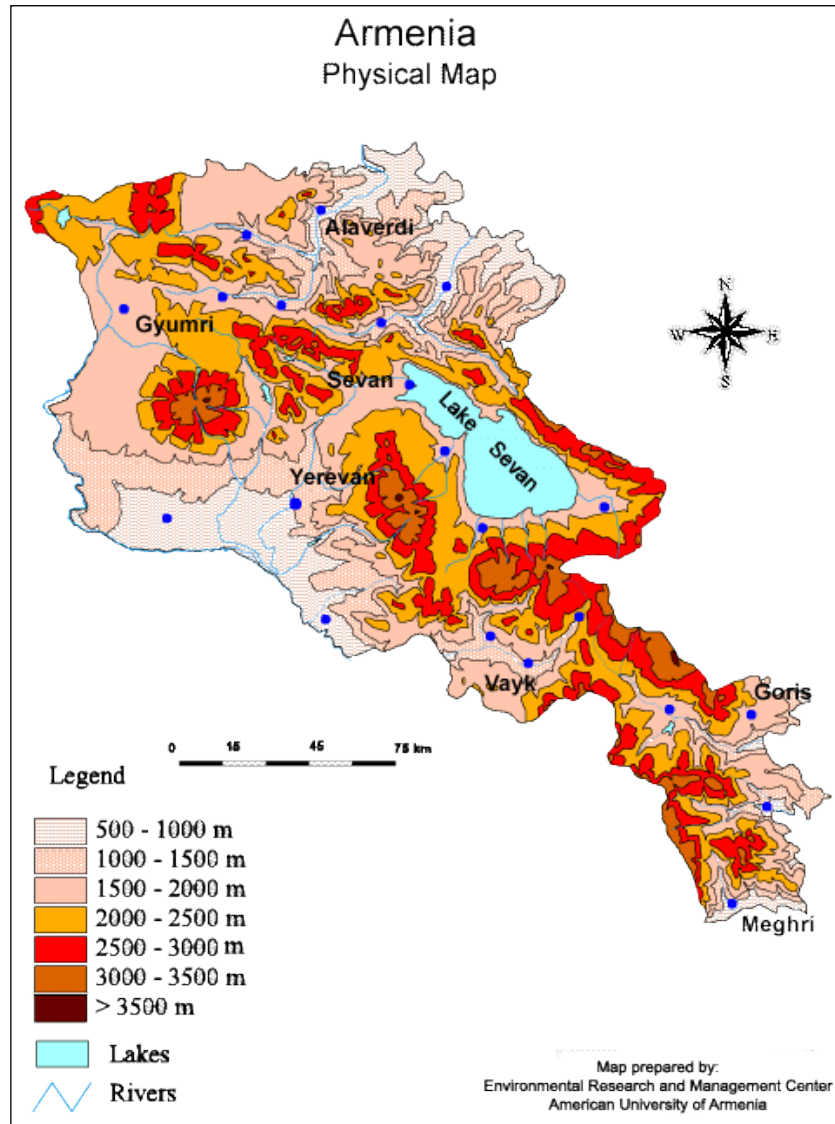 Armenia
Physical Map
Alaverdi
N
W E
S
Gyumri
Sevan
Lake
Sevan
Yerevan
Vayk
Goris
0 15 45 75 km
Legend
500 - 1000 m
1000 - 1500 m
1500 - 2000 m
2000 - 2500 m
2500 - 3000 m
3000 - 3500 m
> 3500 m
Meghri
Lakes
Rivers
Map prepared by:
Environmental Research and Management Center
American University of Armenia